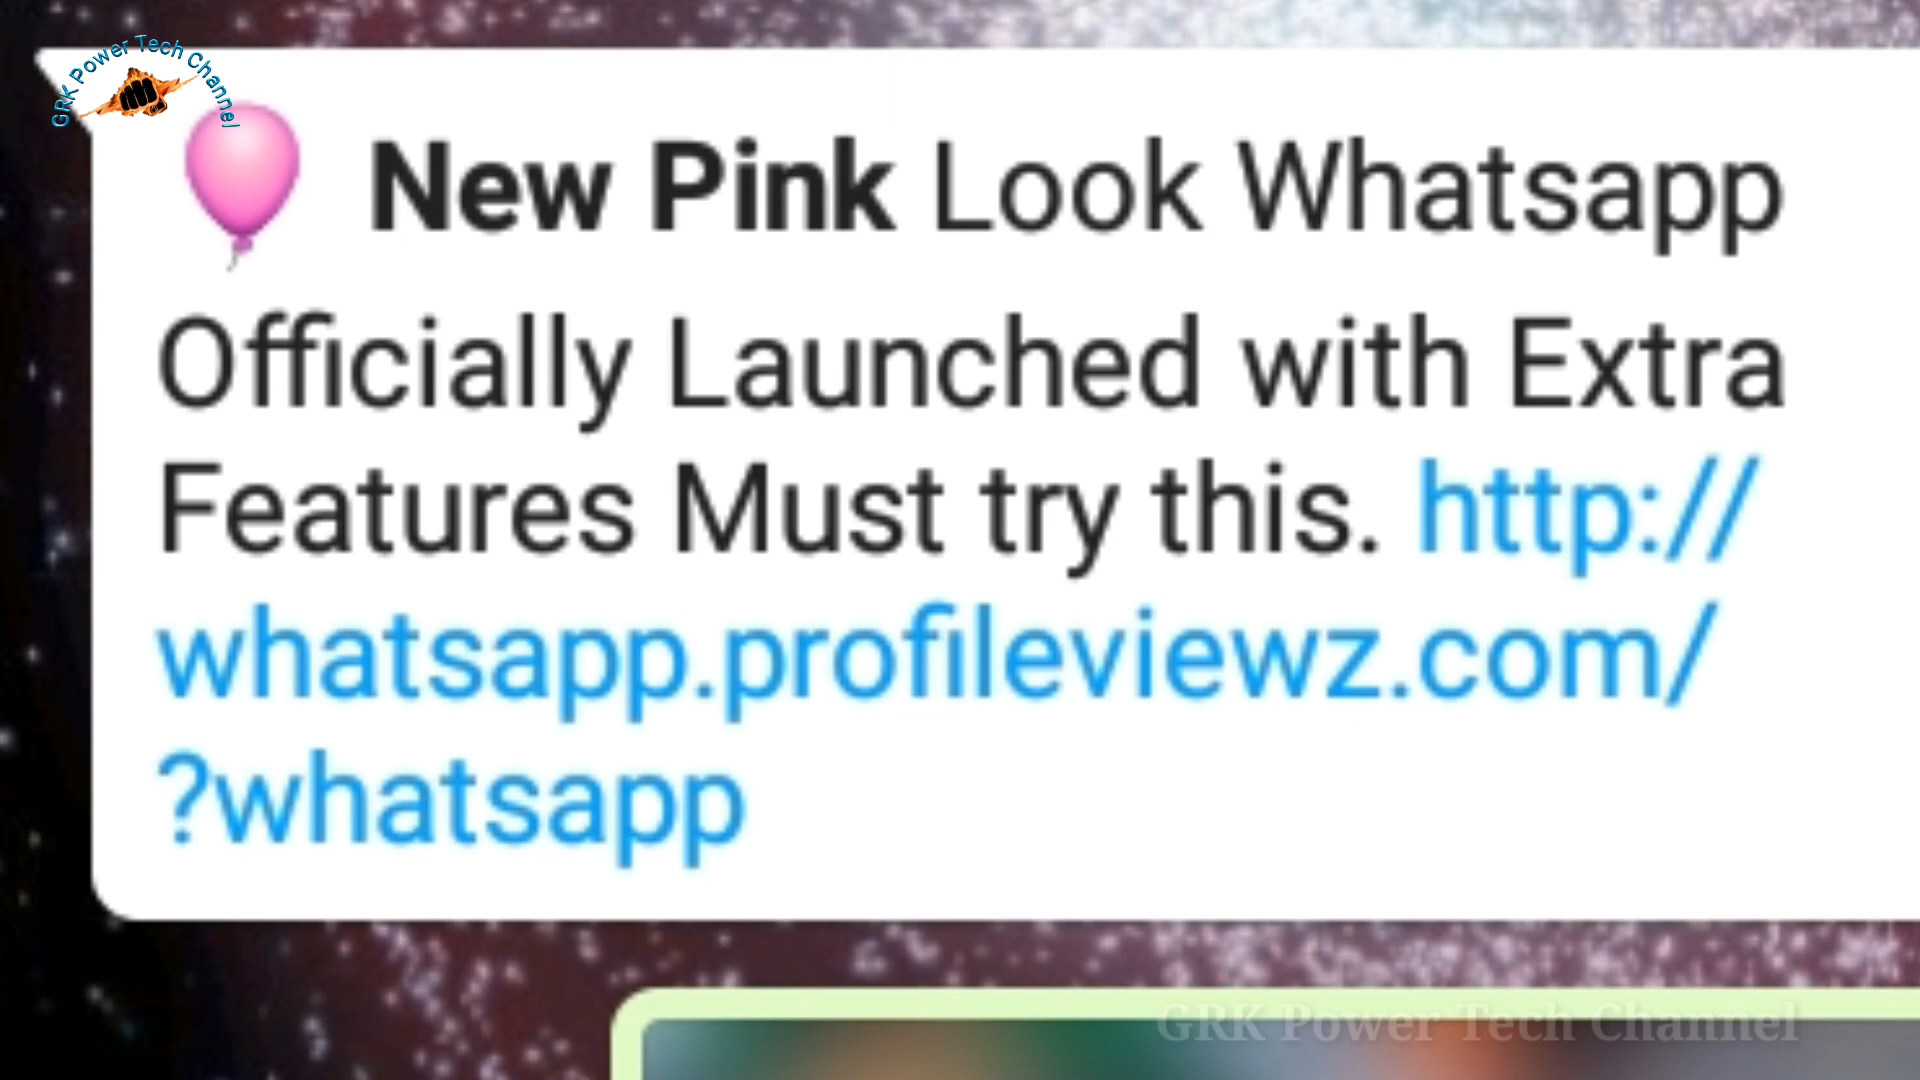 GRK Power Tech Channel
🎈 New Pink Look Whatsapp
Officially Launched with Extra
Features Must try this. http://
whatsapp.profileviewz.com/
?whatsapp
GRK Power Tech Channel